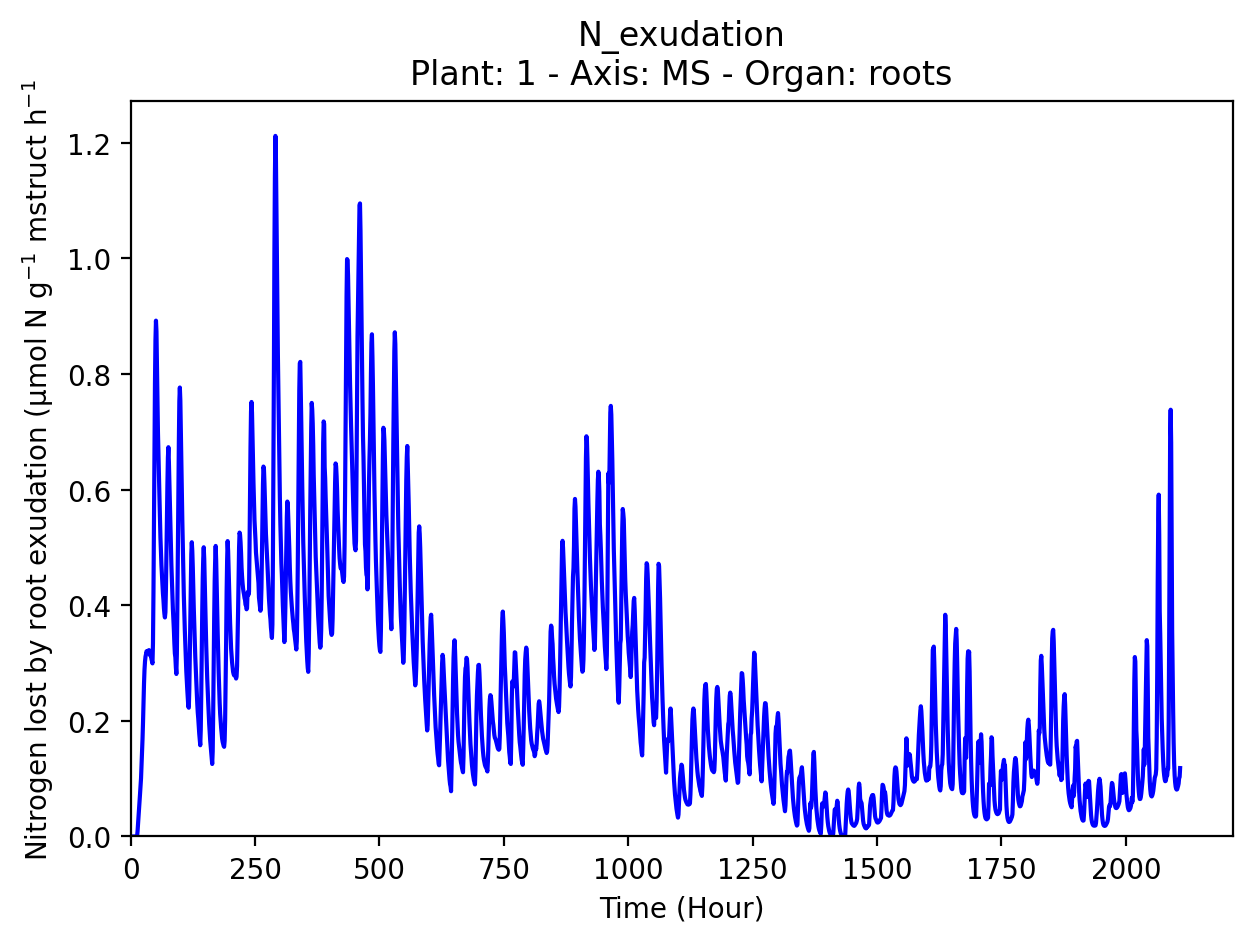 N_exudation
Plant: 1 - Axis: MS - Organ: roots
Nitrogen lost by root exudation (µmol N g⁻¹ mstruct h⁻¹
1.2
1.0
0.8
0.6
0.4
0.2
0.0
0 250 500 750 1000 1250 1500 1750 2000
Time (Hour)